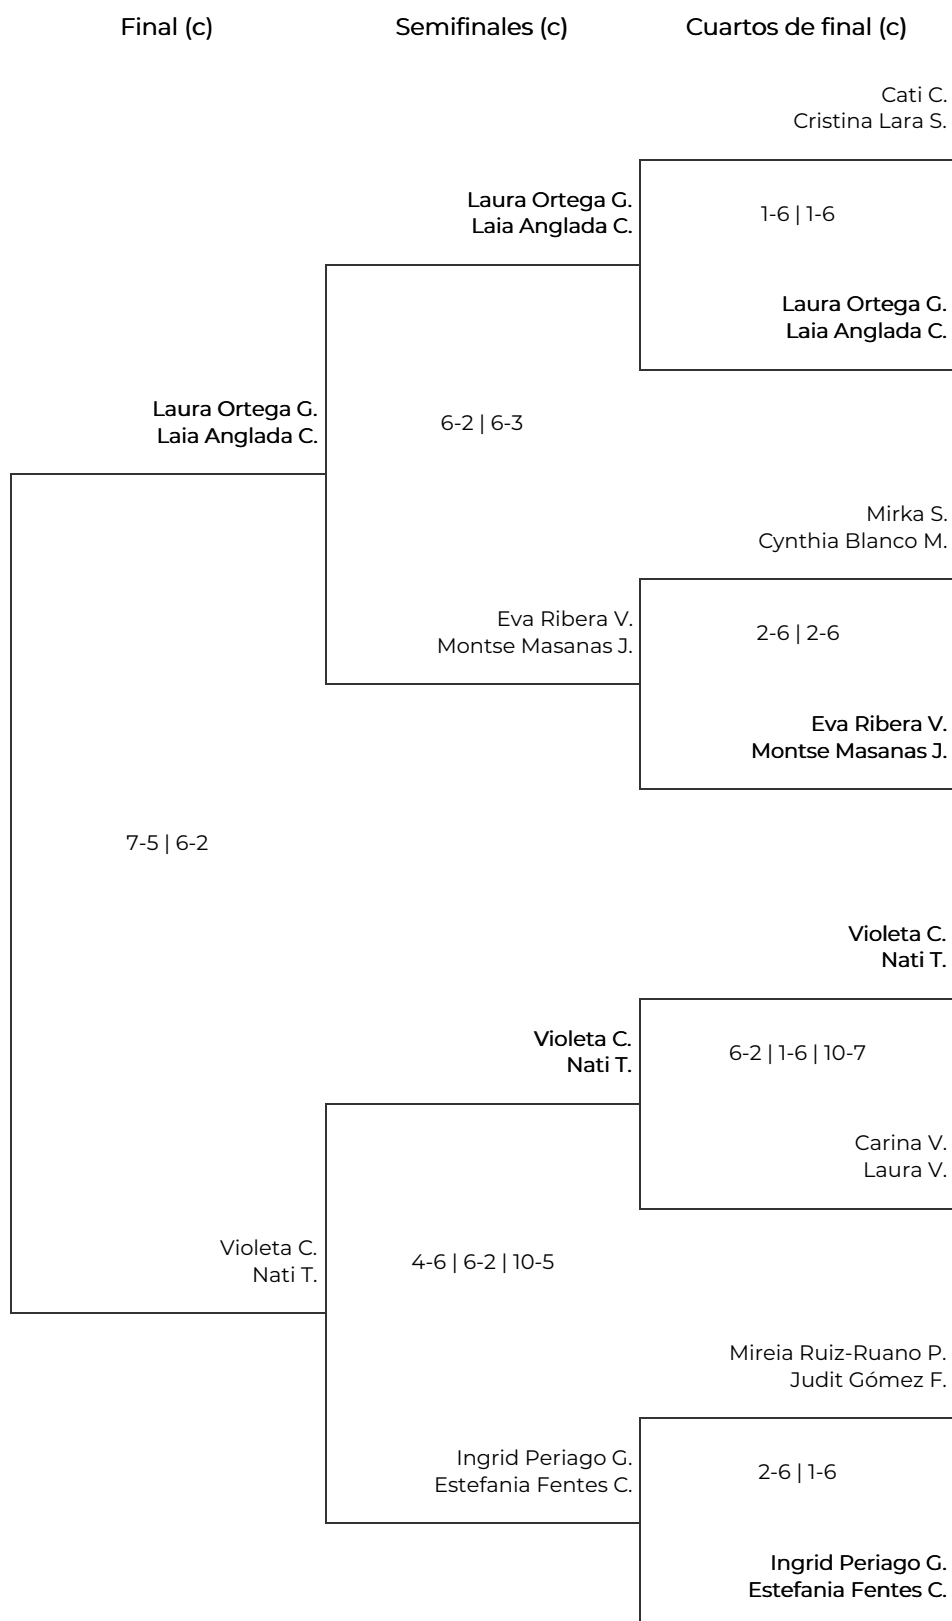 Final (c)
Semifinales (c)
Cuartos de final (c)
Cati C.
Cristina Lara S.
Laura Ortega G.
Laia Anglada C.
1-6 | 1-6
Laura Ortega G.
Laia Anglada C.
Laura Ortega G.
Laia Anglada C.
6-2 | 6-3
Mirka S.
Cynthia Blanco M.
Eva Ribera V.
Montse Masanas J.
2-6 | 2-6
Eva Ribera V.
Montse Masanas J.
7-5 | 6-2
Violeta C.
Nati T.
Violeta C.
Nati T.
6-2 | 1-6 | 10-7
Carina V.
Laura V.
Violeta C.
Nati T.
4-6 | 6-2 | 10-5
Mireia Ruiz-Ruano P.
Judit Gómez F.
Ingrid Periago G.
Estefania Fentes C.
2-6 | 1-6
Ingrid Periago G.
Estefania Fentes C.